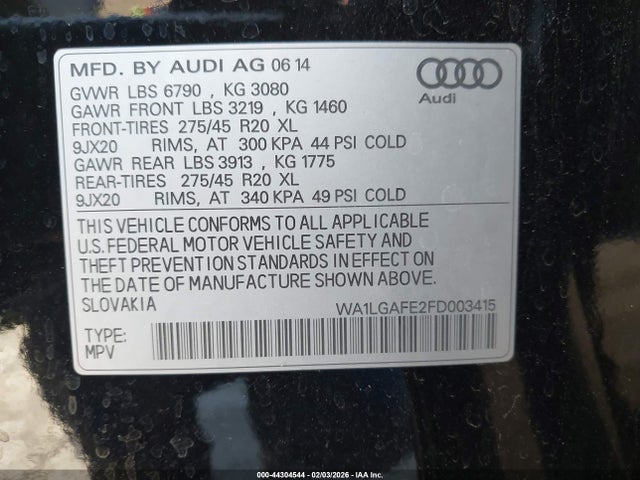 MFD. BY AUDI AG 06 14
GVWR LBS 6790 , KG 3080
GAWR FRONT LBS 3219 , KG 1460
FRONT-TIRES 275/45 R20 XL
9JX20 RIMS, AT 300 KPA 44 PSI COLD
GAWR REAR LBS 3913 , KG 1775
REAR-TIRES 275/45 R20 XL
9JX20 RIMS, AT 340 KPA 49 PSI COLD
Audi
THIS VEHICLE CONFORMS TO ALL APPLICABLE
U.S. FEDERAL MOTOR VEHICLE SAFETY AND
THEFT PREVENTION STANDARDS IN EFFECT ON
THE DATE OF MANUFACTURE SHOWN ABOVE.
SLOVAKIA WA1LGAFE2FD003415
TYPE:
MPV
000-44304544 - 02/03/2026 - IAA Inc.